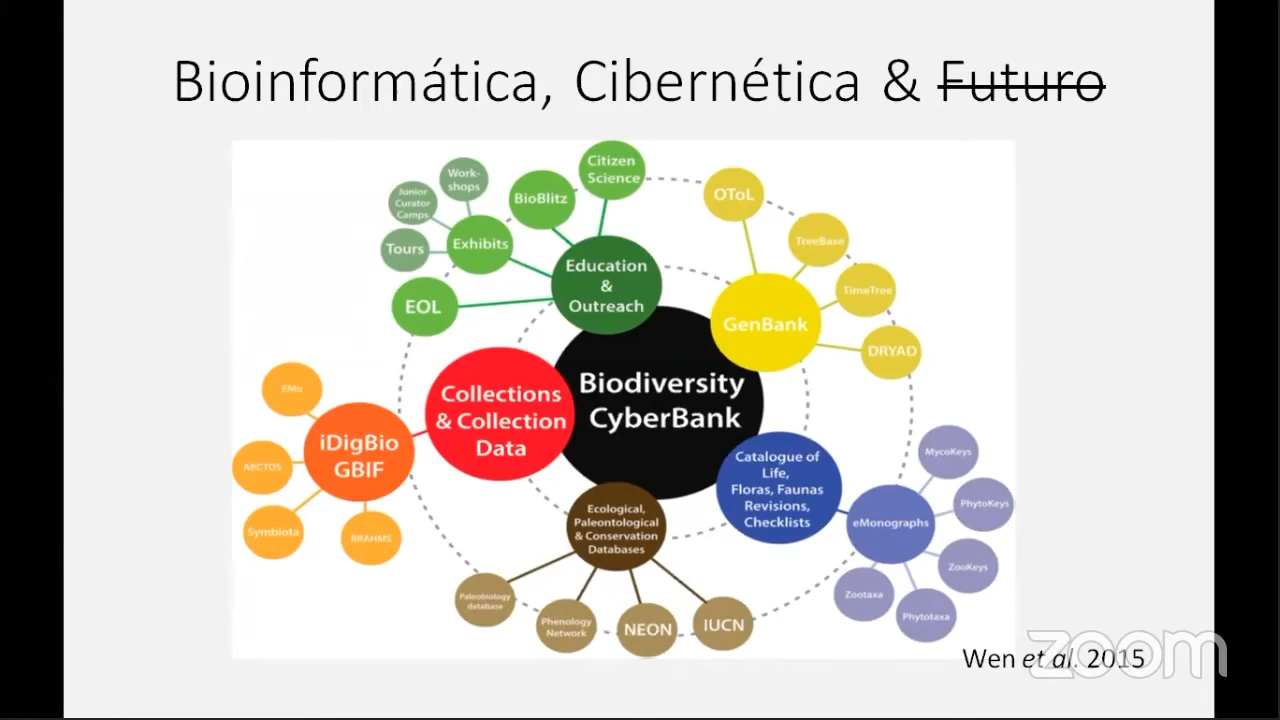 Bioinformática, Cibernética & Futuro
Citizen
Science
BioBlitz
Work-
shops
Junior
Curator
Camps
Tours
Exhibits
EOL
Education
&
Outreach
OToL
TreeBase
TimeTree
DRYAD
GenBank
Biodiversity
CyberBank
Collections
& Collection
Data
iDigBio
GBIF
EMu
ARCTOS
Symbiota
BRAHMS
Catalogue of
Life,
Floras, Faunas
Revisions,
Checklists
eMonographs
MycoKeys
PhytoKeys
ZooKeys
Phytotaxa
Zootaxa
Ecological,
Paleontological
& Conservation
Databases
Paleobiology
database
Phenology
Network
NEON
IUCN
Wen et al. 2015
zoom